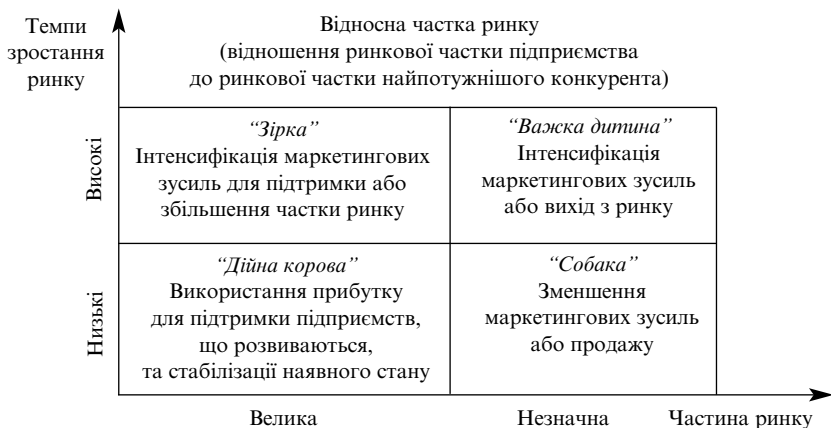 Темпи
зростання
ринку
Відносна частка ринку
(відношення ринкової частки підприємства
до ринкової частки найпотужнішого конкурента)
Високі
“Зірка”
Інтенсифікація маркетингових
зусиль для підтримки або
збільшення частки ринку
“Важка дитина”
Інтенсифікація
маркетингових зусиль
або вихід з ринку
Низькі
“Дійна корова”
Використання прибутку
для підтримки підприємств,
що розвиваються,
та стабілізації наявного стану
“Собака”
Зменшення
маркетингових зусиль
або продажу
Велика
Незначна
Частина ринку